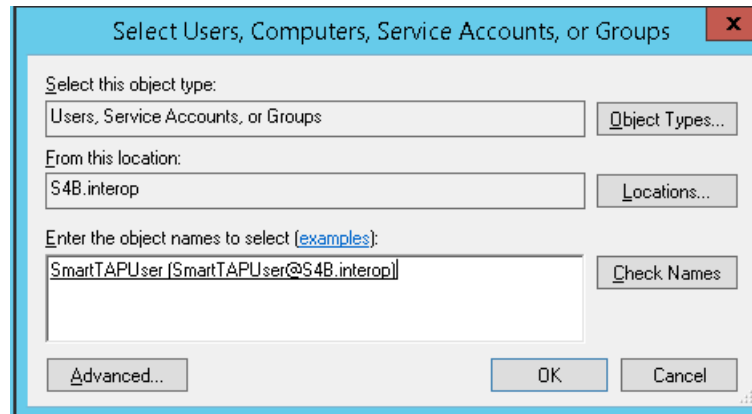 Select Users, Computers, Service Accounts, or Groups
x
Select this object type:
Users, Service Accounts, or Groups
Object Types...
From this location:
S4B.interop
Locations...
Enter the object names to select (examples):
SmartTAPUser (SmartTAPUser@S4B.interop)
Check Names
Advanced...
OK
Cancel